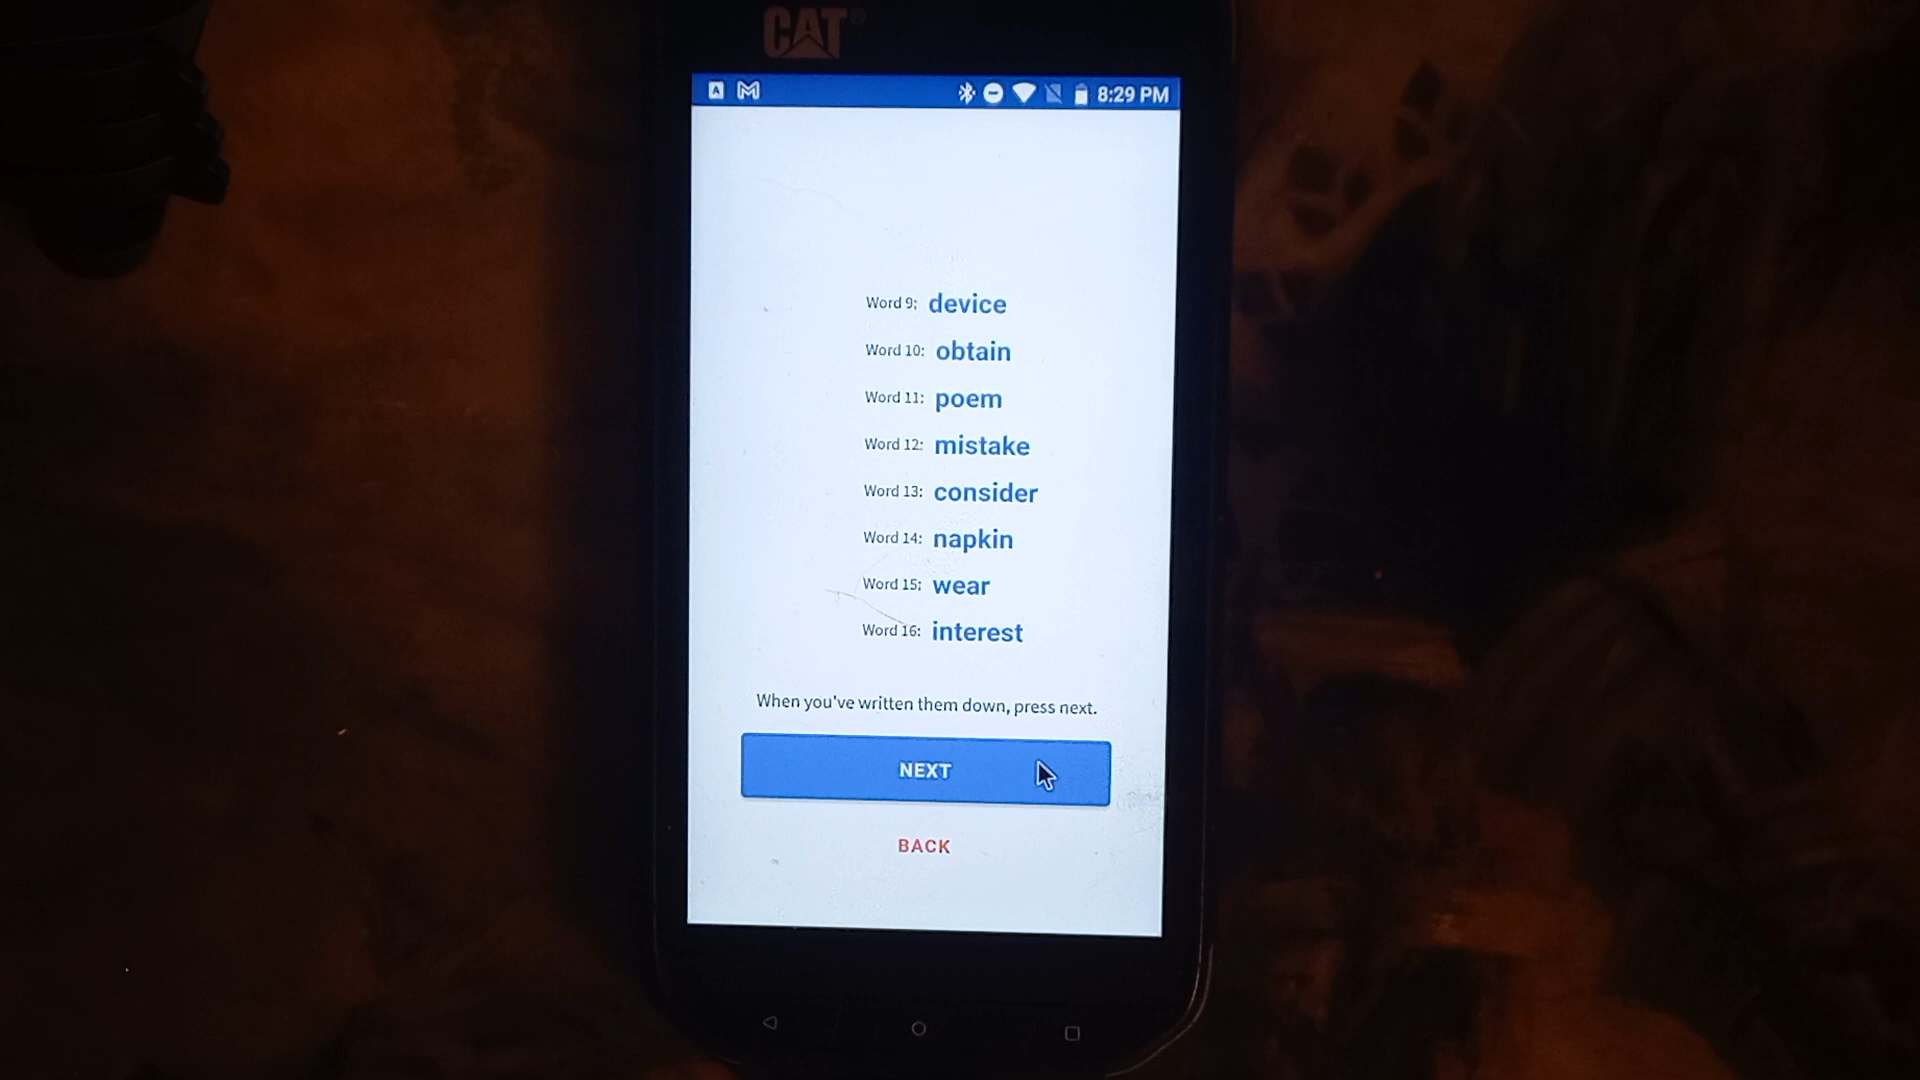 CAT®
8:29 PM
Word 9: device
Word 10: obtain
Word 11: poem
Word 12: mistake
Word 13: consider
Word 14: napkin
Word 15: wear
Word 16: interest
When you've written them down, press next.
NEXT
BACK